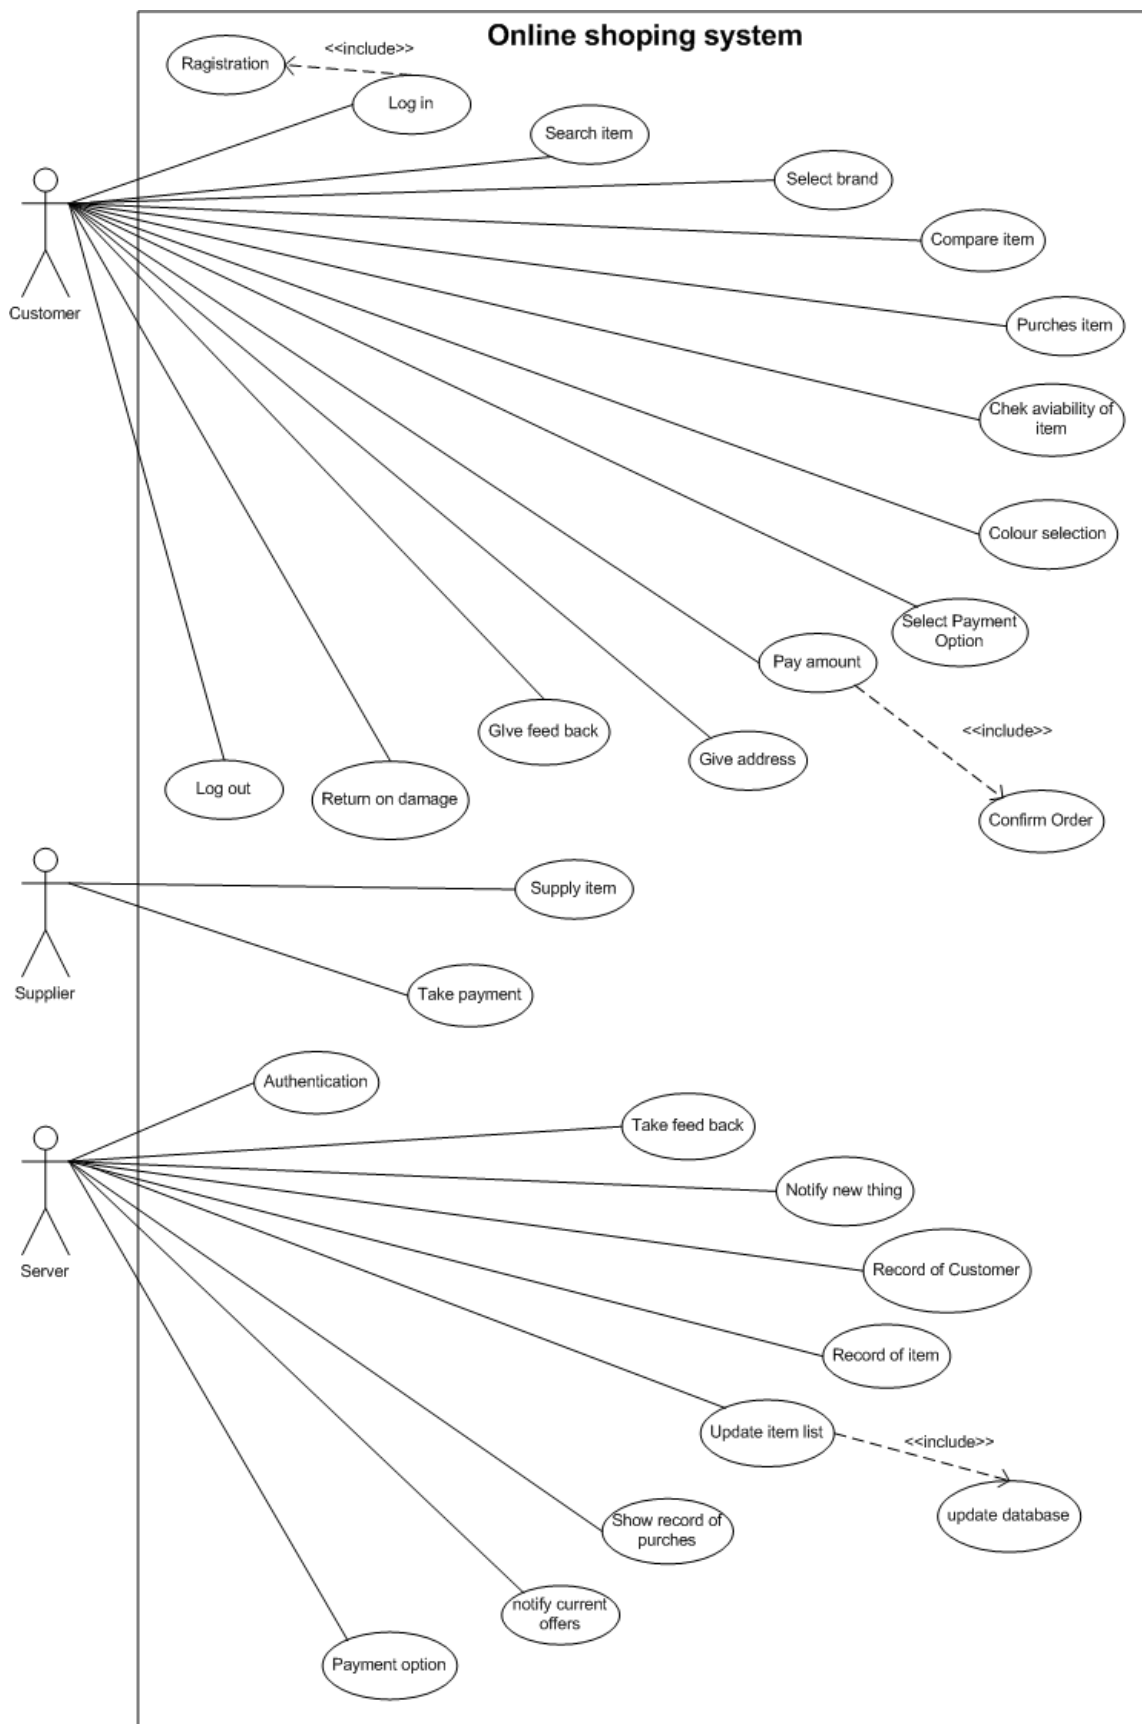 Online shoping system
<<include>>
Ragistration
Log in
Search item
Select brand
Compare item
Customer
Purches item
Chek aviability of
item
Colour selection
Select Payment
Option
Pay amount
<<include>>
GIve feed back
Give address
Log out
Return on damage
Confirm Order
Supply item
Supplier
Take payment
Authentication
Take feed back
Notify new thing
Server
Record of Customer
Record of item
Update item list
<<include>>
update database
Show record of
purches
notify current
offers
Payment option